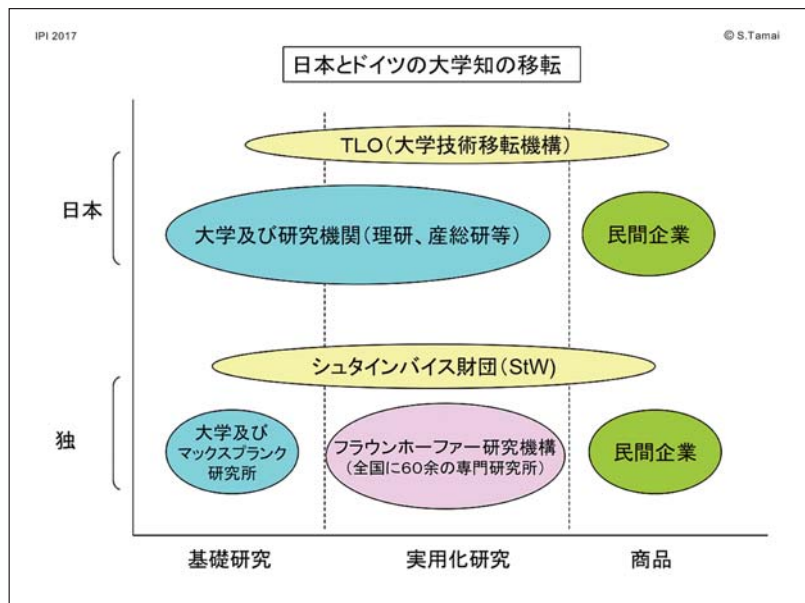 IPI 2017
© S.Tamai
日本とドイツの大学知の移転
TLO(大学技術移転機構)
日本
大学及び研究機関(理研、産総研等)
民間企業
シュタインバイス財団(StW)
独
大学及び
マックスプランク
研究所
フラウンホーファー研究機構
(全国に60余の専門研究所)
民間企業
基礎研究
実用化研究
商品